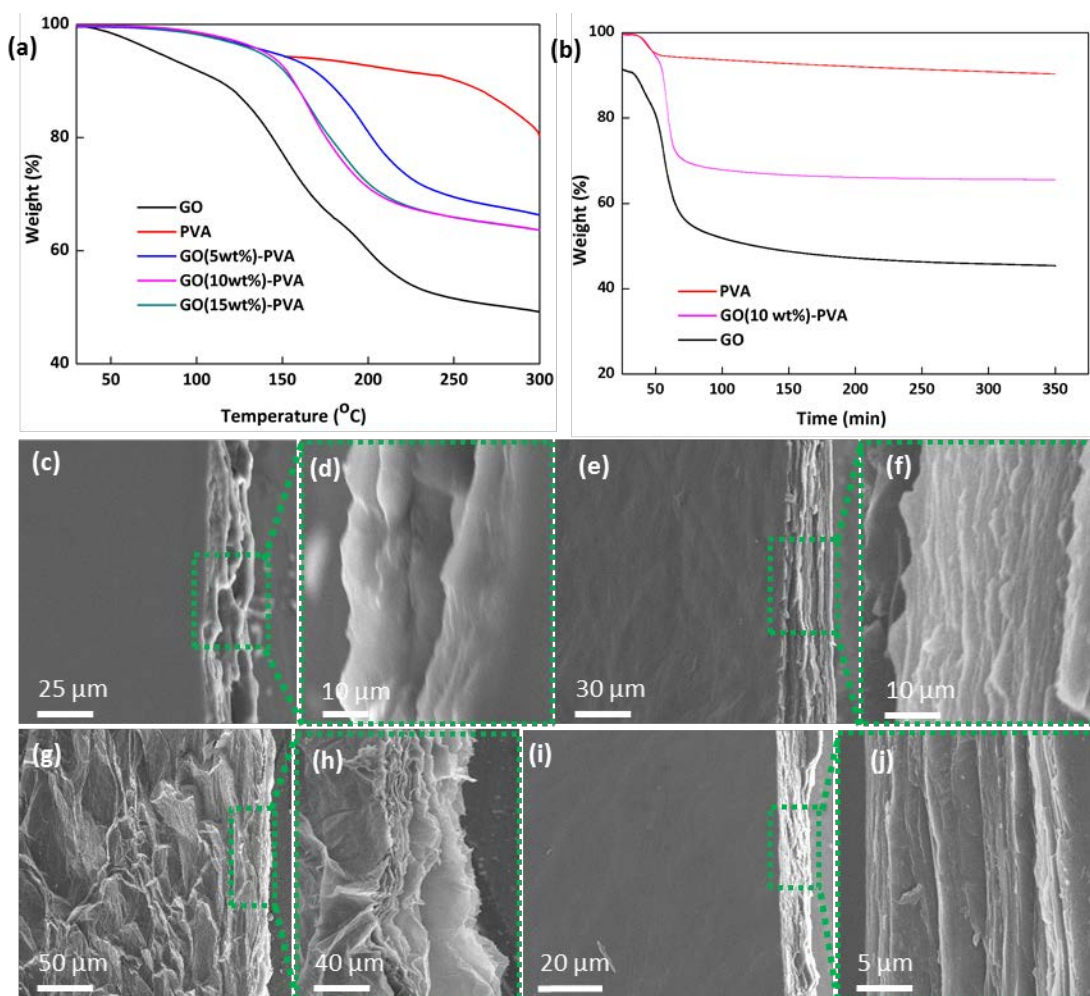 (a)
100
80
60
40
Weight (%)
GO
PVA
GO(5wt%)-PVA
GO(10wt%)-PVA
GO(15wt%)-PVA
50 100 150 200 250 300
Temperature (OC)
(b)
100
80
60
40
20
Weight (%)
PVA
GO(10 wt%)-PVA
GO
50 100 150 200 250 300 350
Time (min)
(c)
25 µm
(d)
10 µm
(e)
30 µm
(f)
10 µm
(g)
50 µm
(h)
40 µm
(i)
20 µm
(j)
5 µm